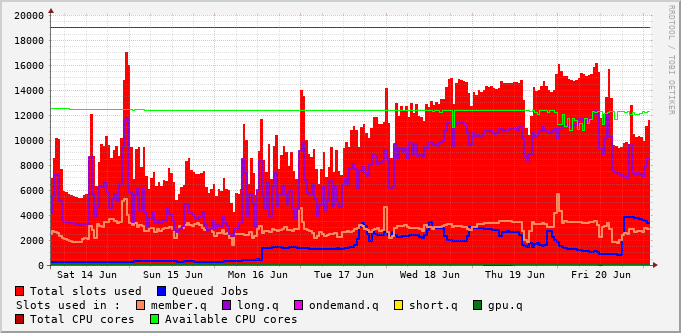 20000
18000
16000
14000
12000
10000
8000
6000
4000
2000
0
Sat 14 Jun Sun 15 Jun Mon 16 Jun Tue 17 Jun Wed 18 Jun Thu 19 Jun Fri 20 Jun
Total slots used Queued Jobs
Slots used in : member.q long.q ondemand.q short.q gpu.q
Total CPU cores Available CPU cores
RRDTOOL / TOBI OETIKER